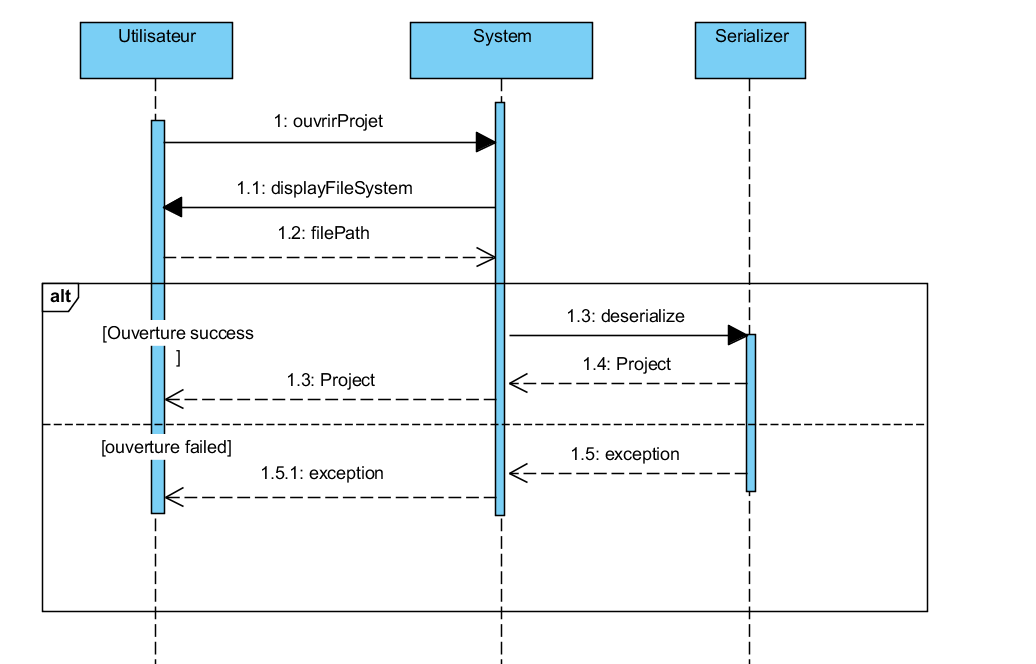 Utilisateur
System
Serializer
1: ouvrirProjet
1.1: displayFileSystem
1.2: filePath
alt
1.3: deserialize
[Ouverture success
]
1.4: Project
1.3: Project
[ouverture failed]
1.5: exception
1.5.1: exception